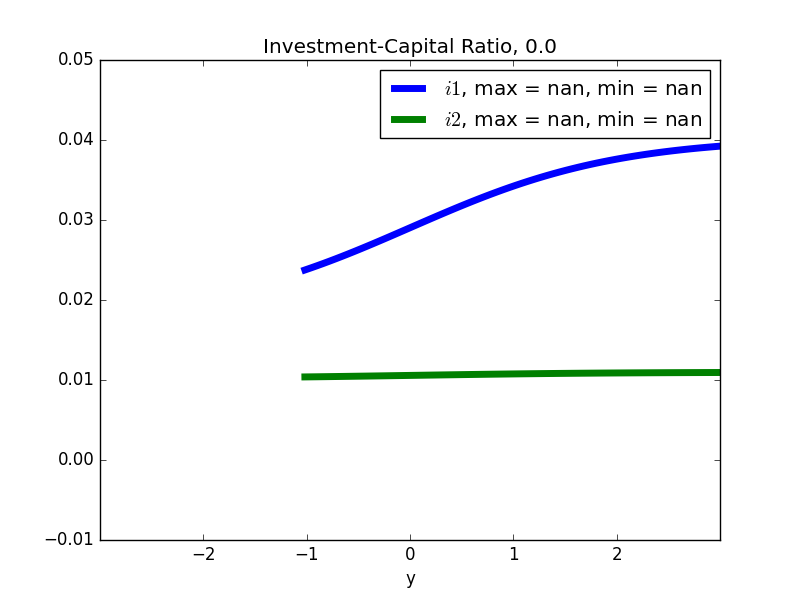 Investment-Capital Ratio, 0.0
i1, max = nan, min = nan
i2, max = nan, min = nan
0.05
0.04
0.03
0.02
0.01
0.00
−0.01
−2 −1 0 1 2
y